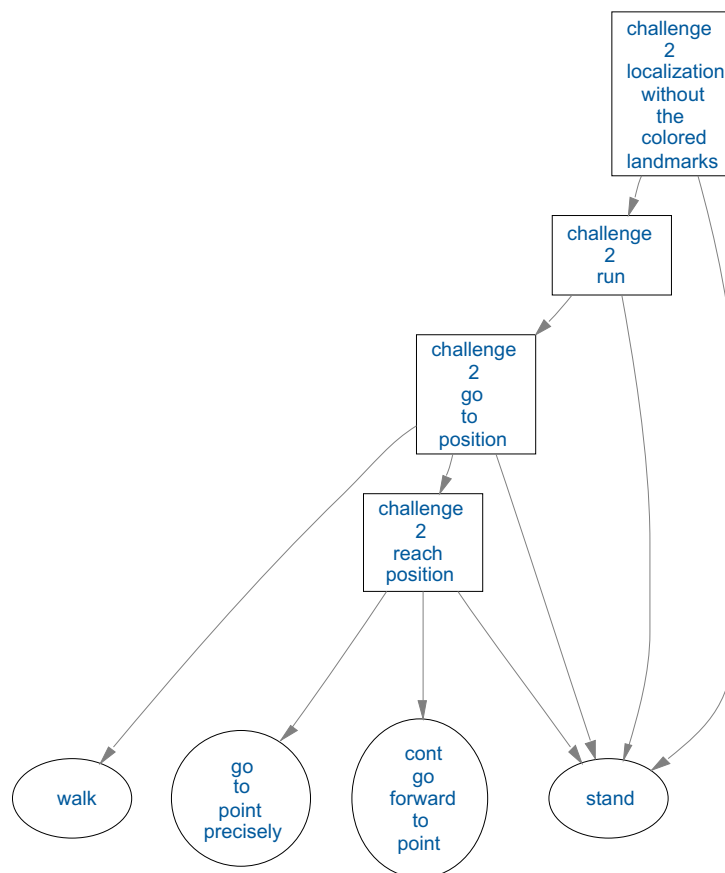 challenge
2
localization
without
the
colored
landmarks
challenge
2
run
challenge
2
go
to
position
challenge
2
reach
position
walk
go
to
point
precisely
cont
go
forward
to
point
stand